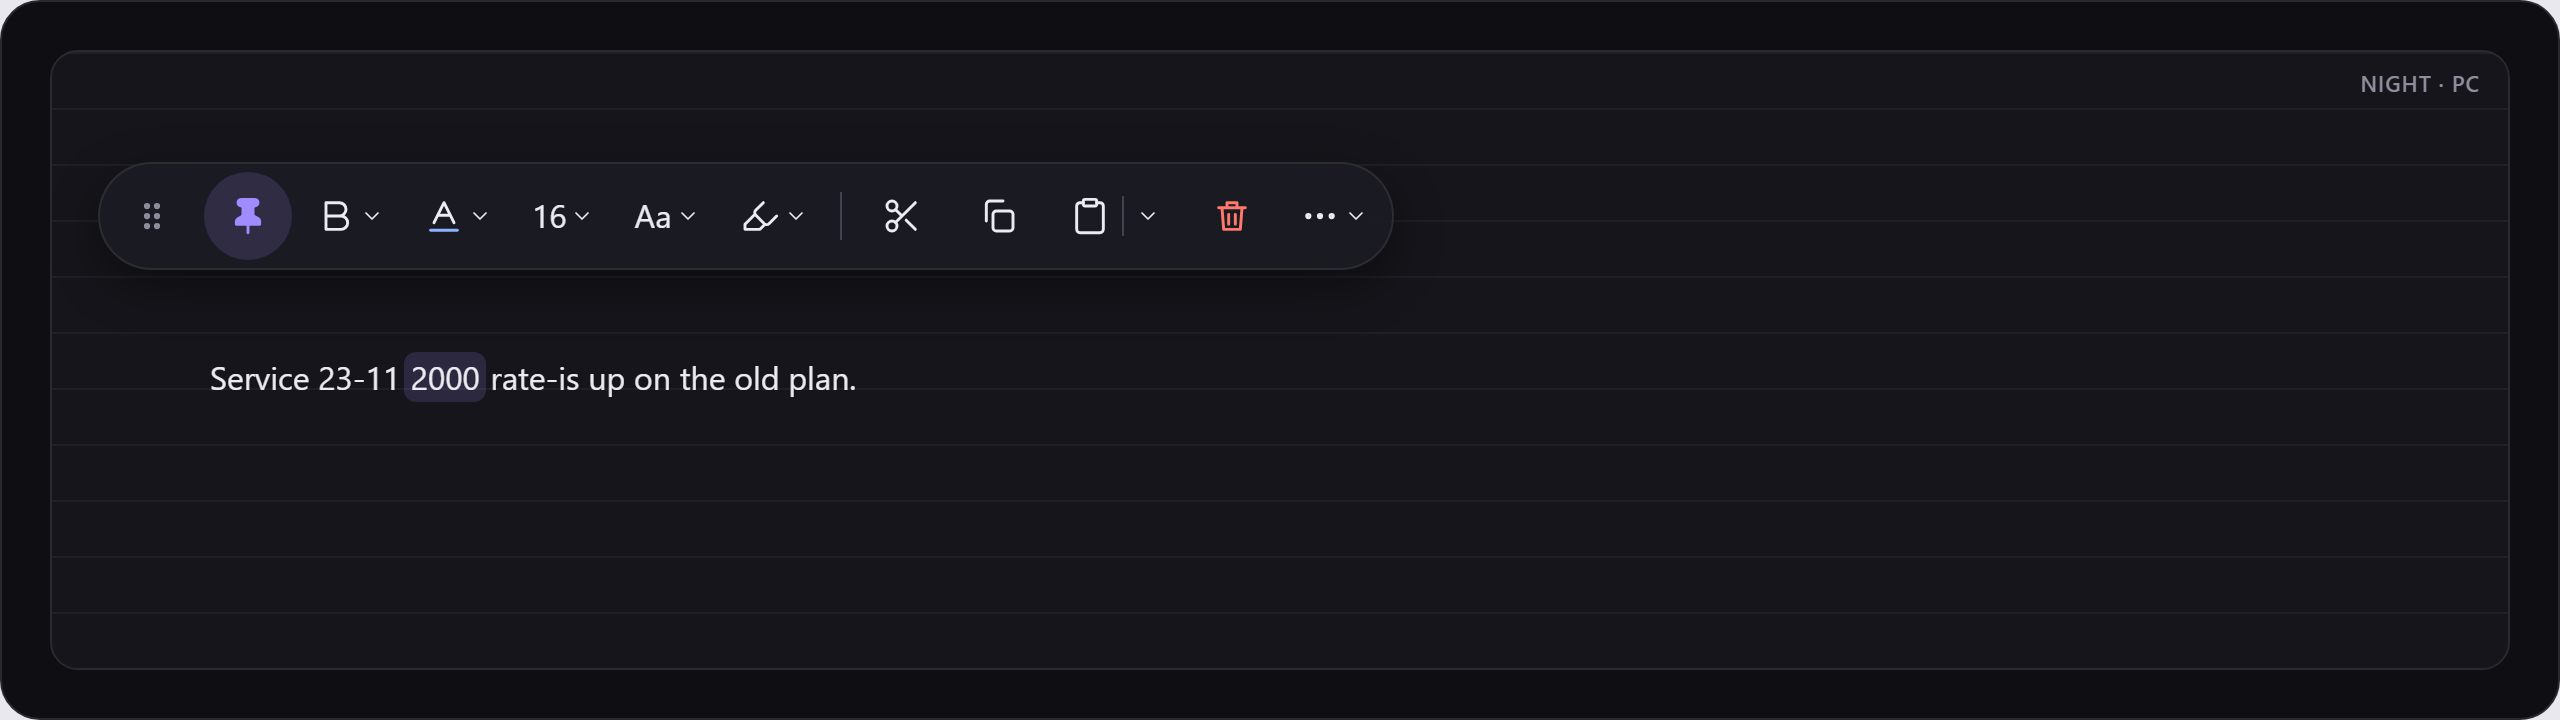 NIGHT · PC
B A 16 Aa
Service 23-11 2000 rate-is up on the old plan.